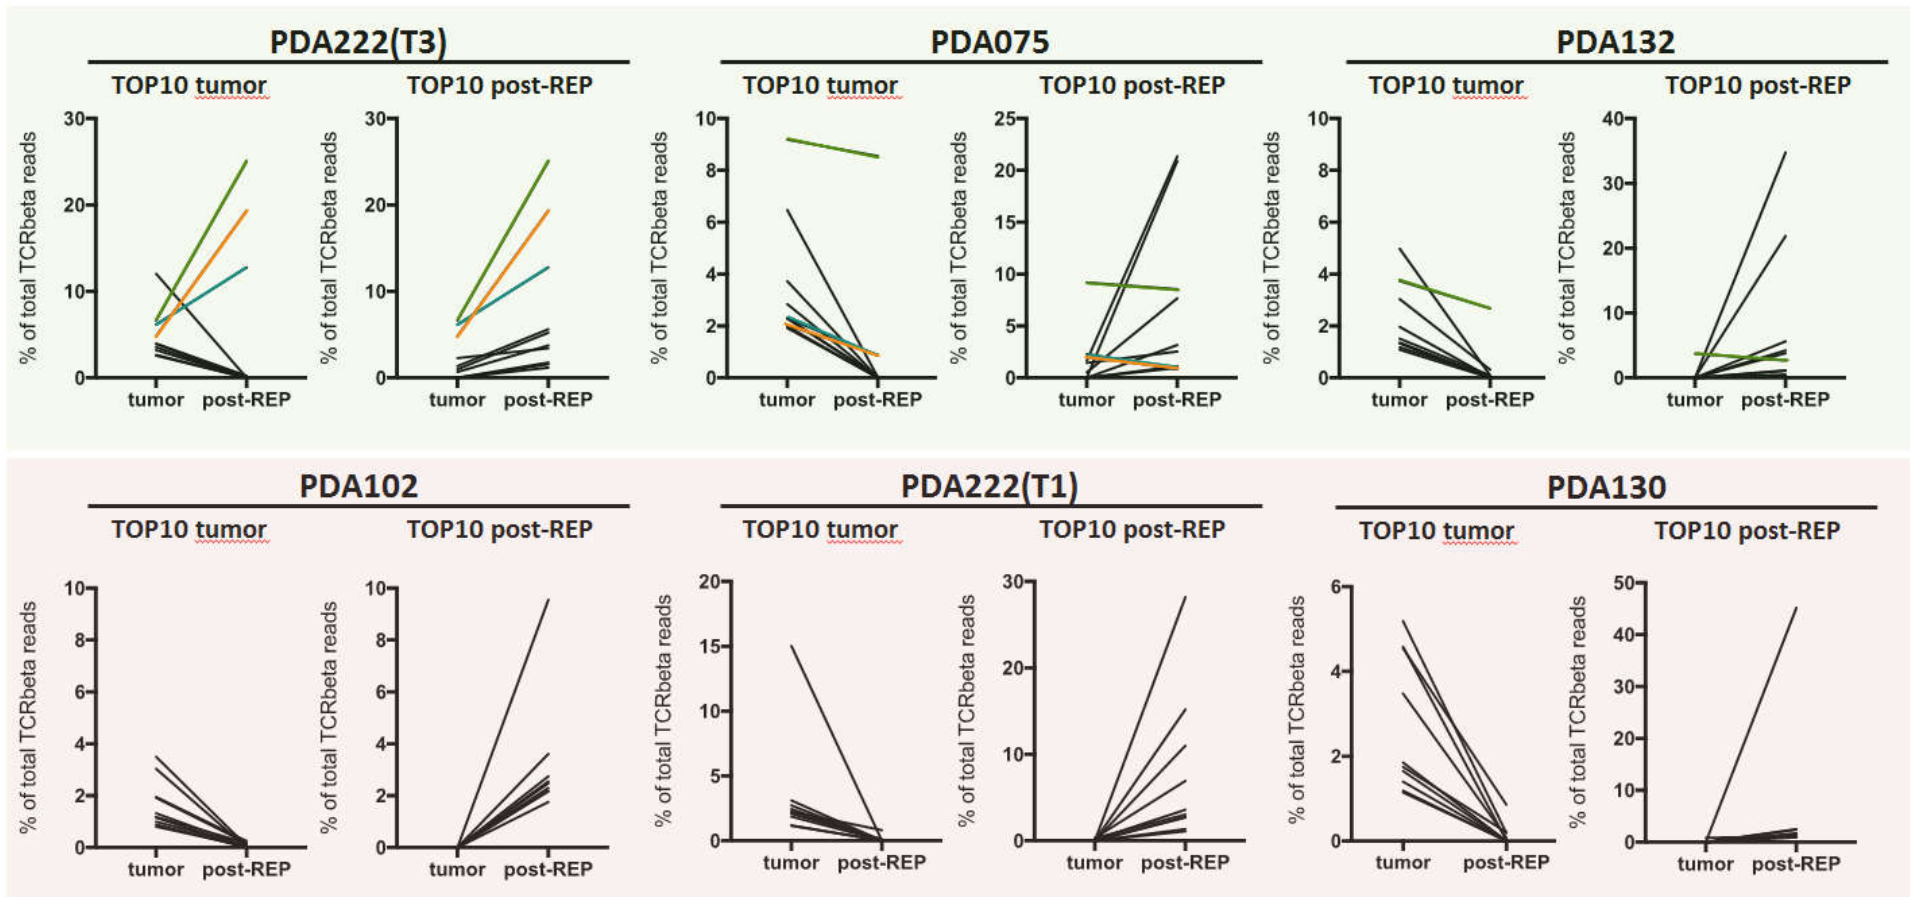 PDA222(T3)
TOP10 tumor
TOP10 post-REP
% of total TCRbeta reads
30
20
10
0
tumor post-REP
% of total TCRbeta reads
30
20
10
0
tumor post-REP
PDA075
TOP10 tumor
TOP10 post-REP
% of total TCRbeta reads
10
8
6
4
2
0
tumor post-REP
% of total TCRbeta reads
25
20
15
10
5
0
tumor post-REP
PDA132
TOP10 tumor
TOP10 post-REP
% of total TCRbeta reads
10
8
6
4
2
0
tumor post-REP
% of total TCRbeta reads
40
30
20
10
0
tumor post-REP
PDA102
TOP10 tumor
TOP10 post-REP
% of total TCRbeta reads
10
8
6
4
2
0
tumor post-REP
% of total TCRbeta reads
10
8
6
4
2
0
tumor post-REP
PDA222(T1)
TOP10 tumor
TOP10 post-REP
% of total TCRbeta reads
20
15
10
5
0
tumor post-REP
% of total TCRbeta reads
30
20
10
0
tumor post-REP
PDA130
TOP10 tumor
TOP10 post-REP
% of total TCRbeta reads
6
4
2
0
tumor post-REP
% of total TCRbeta reads
50
40
30
20
10
0
tumor post-REP